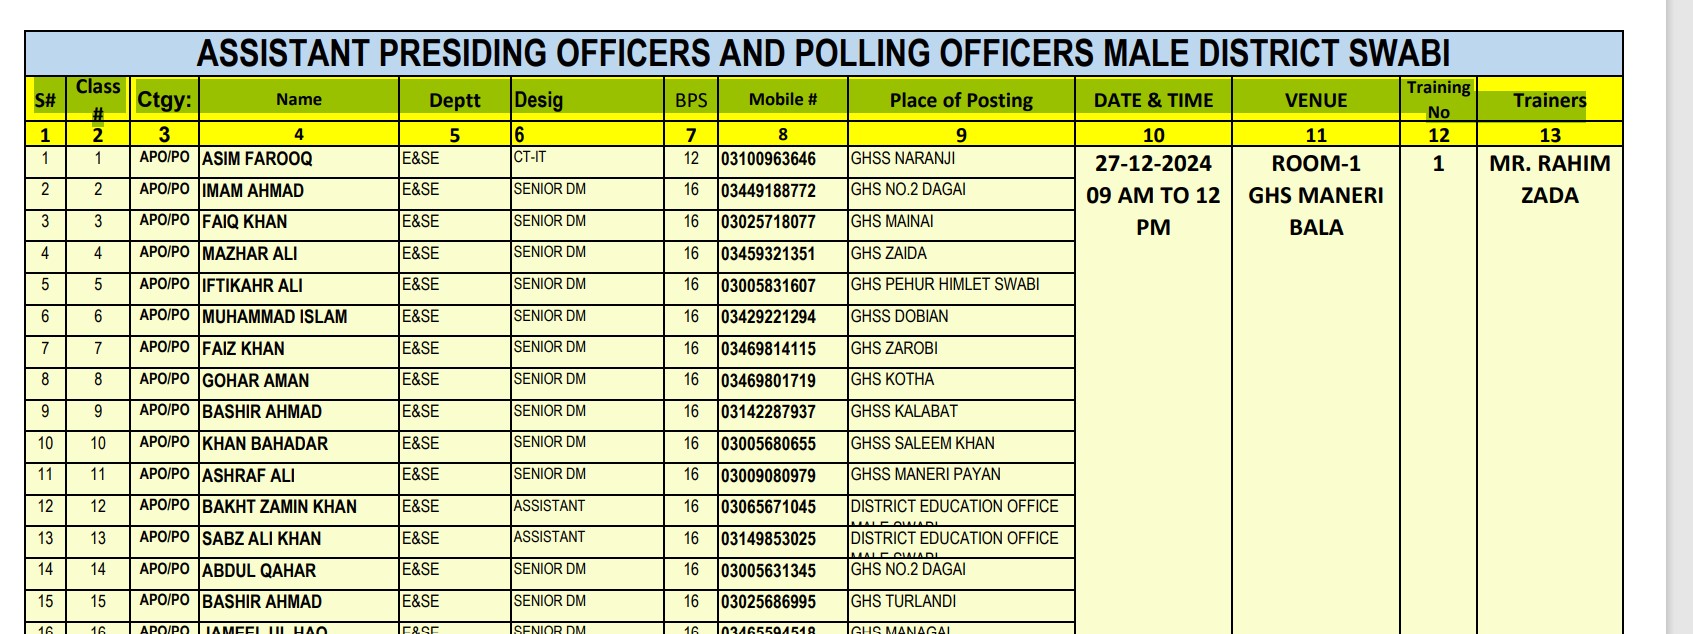 ASSISTANT PRESIDING OFFICERS AND POLLING OFFICERS MALE DISTRICT SWABI
S# Class # Ctgy: Name Deptt Desig BPS Mobile # Place of Posting DATE & TIME VENUE Training No Trainers
1 2 3 4 5 6 7 8 9 10 11 12 13
1 1 APO/PO ASIM FAROOQ E&SE CT-IT 12 03100963646 GHSS NARANJI 27-12-2024 ROOM-1 1 MR. RAHIM
2 2 APO/PO IMAM AHMAD E&SE SENIOR DM 16 03449188772 GHS NO.2 DAGAI 09 AM TO 12 GHS MANERI ZADA
3 3 APO/PO FAIQ KHAN E&SE SENIOR DM 16 03025718077 GHS MAINAI PM BALA
4 4 APO/PO MAZHAR ALI E&SE SENIOR DM 16 03459321351 GHS ZAIDA
5 5 APO/PO IFTIKAHR ALI E&SE SENIOR DM 16 03005831607 GHS PEHUR HIMLET SWABI
6 6 APO/PO MUHAMMAD ISLAM E&SE SENIOR DM 16 03429221294 GHSS DOBIAN
7 7 APO/PO FAIZ KHAN E&SE SENIOR DM 16 03469814115 GHS ZAROBI
8 8 APO/PO GOHAR AMAN E&SE SENIOR DM 16 03469801719 GHS KOTHA
9 9 APO/PO BASHIR AHMAD E&SE SENIOR DM 16 03142287937 GHSS KALABAT
10 10 APO/PO KHAN BAHADAR E&SE SENIOR DM 16 03005680655 GHSS SALEEM KHAN
11 11 APO/PO ASHRAF ALI E&SE SENIOR DM 16 03009080979 GHSS MANERI PAYAN
12 12 APO/PO BAKHT ZAMIN KHAN E&SE ASSISTANT 16 03065671045 DISTRICT EDUCATION OFFICE
MALE SWABI
13 13 APO/PO SABZ ALI KHAN E&SE ASSISTANT 16 03149853025 DISTRICT EDUCATION OFFICE
MALE SWABI
14 14 APO/PO ABDUL QAHAR E&SE SENIOR DM 16 03005631345 GHS NO.2 DAGAI
15 15 APO/PO BASHIR AHMAD E&SE SENIOR DM 16 03025686995 GHS TURLANDI
16 16 APO/PO JAMEEL UL HAQ E&SE SENIOR DM 16 03465594518 GHS MANAGAI